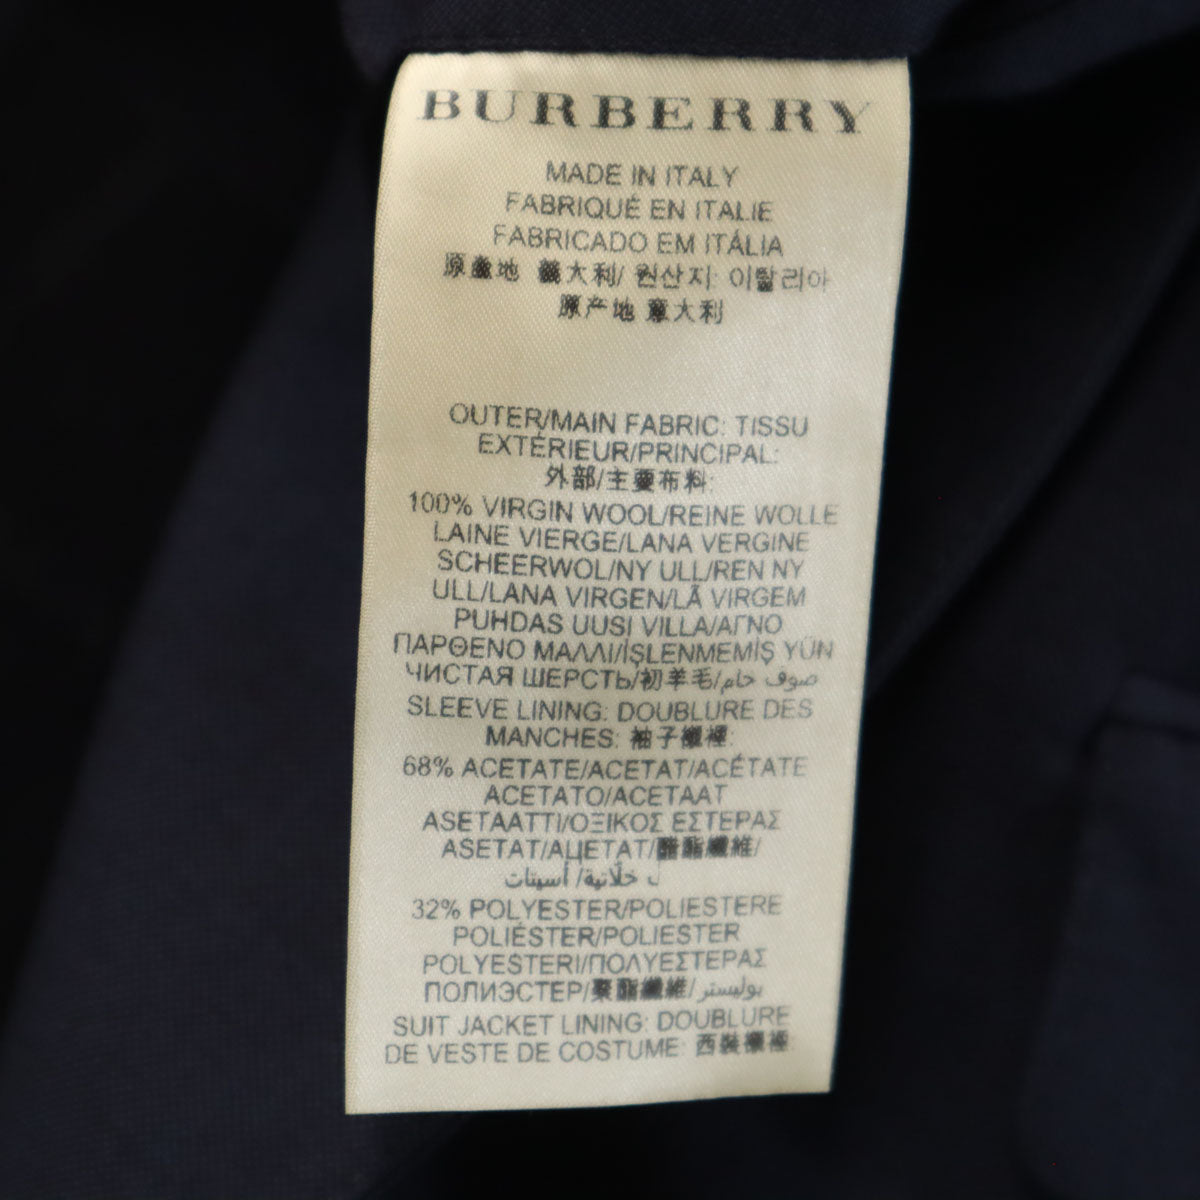 BURBERRY
MADE IN ITALY
FABRIQUÉ EN ITALIE
FABRICADO EM ITÁLIA
原產地 義大利/ 원산지: 이탈리아
原产地 意大利
OUTER/MAIN FABRIC: TISSU
EXTÉRIEUR/PRINCIPAL:
外部/主要布料:
100% VIRGIN WOOL/REINE WOLLE
LAINE VIERGE/LANA VERGINE
SCHEERWOL/NY ULL/REN NY
ULL/LANA VIRGEN/LÃ VIRGEM
PUHDAS UUSI VILLA/ΑΓΝΟ
ΠΑΡΘΕΝΟ ΜΑΛΛΙ/İŞLENMEMİŞ YÜN
ЧИСТАЯ ШЕРСТЬ/初羊毛/صوف خام
SLEEVE LINING: DOUBLURE DES
MANCHES: 袖子襯裡:
68% ACETATE/ACETAT/ACÉTATE
ACETATO/ACETAAT
ASETAATTI/ΟΞΙΚΟΣ ΕΣΤΕΡΑΣ
ASETAT/АЦЕТАТ/醋酯纖維/
ل خلّاتية/ أسيتات
32% POLYESTER/POLIESTERE
POLIÉSTER/POLIESTER
POLYESTERI/ΠΟΛΥΕΣΤΕΡΑΣ
ПОЛИЭСТЕР/聚酯纖維/بوليستر
SUIT JACKET LINING: DOUBLURE
DE VESTE DE COSTUME: 西裝襯裡: